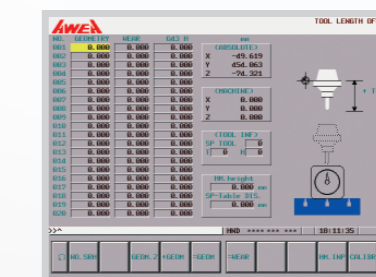 AWEA
TOOL LENGTH OF
NO. GEOMETRY WEAR G43 H
001 0.000 0.000 0.000
002 0.000 0.000 0.000
003 0.000 0.000 0.000
004 0.000 0.000 0.000
005 0.000 0.000 0.000
006 0.000 0.000 0.000
007 0.000 0.000 0.000
008 0.000 0.000 0.000
009 0.000 0.000 0.000
010 0.000 0.000 0.000
011 0.000 0.000 0.000
012 0.000 0.000 0.000
013 0.000 0.000 0.000
014 0.000 0.000 0.000
015 0.000 0.000 0.000
016 0.000 0.000 0.000
017 0.000 0.000 0.000
018 0.000 0.000 0.000
019 0.000 0.000 0.000
020 0.000 0.000 0.000
mm
(ABSOLUTE)
X -49.619
Y 454.063
Z -74.321
(MACHINE)
X 0.000
Y 0.000
Z 0.000
(TOOL INF)
SP TOOL 0
T 0 H 0
HM.height
0.000 mm
SP-Table DIS.
0.000 mm
>>^
MND **** *** *** 18:11:35
NO.SRH GEOM.Z +GEOM =GEOM =WEAR HM.INP CALIBR